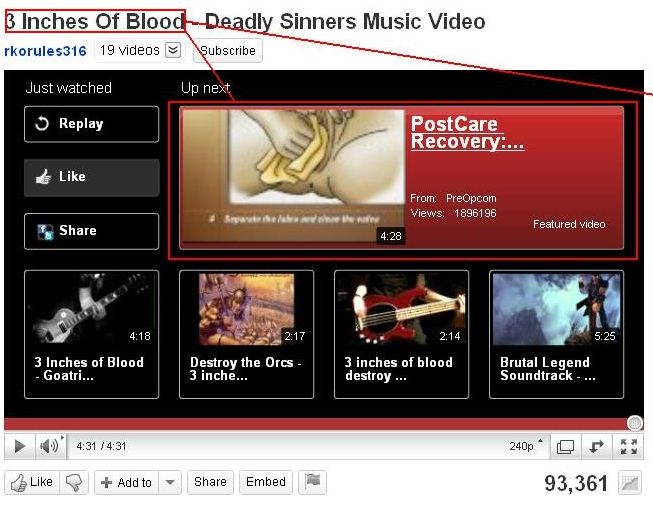 3 Inches Of Blood - Deadly Sinners Music Video
rkorules316 19 videos Subscribe
Just watched Up next
Replay
Like
Share
4 Separate the labia and clean the vulva
4:28
PostCare
Recovery:....
From: PreOpcom
Views: 1896196
Featured video
4:18
3 Inches of Blood
- Goatri...
2:17
Destroy the Orcs -
3 inche...
2:14
3 inches of blood
destroy ...
5:25
Brutal Legend
Soundtrack - ...
4:31 / 4:31 240p
Like Add to Share Embed 93,361